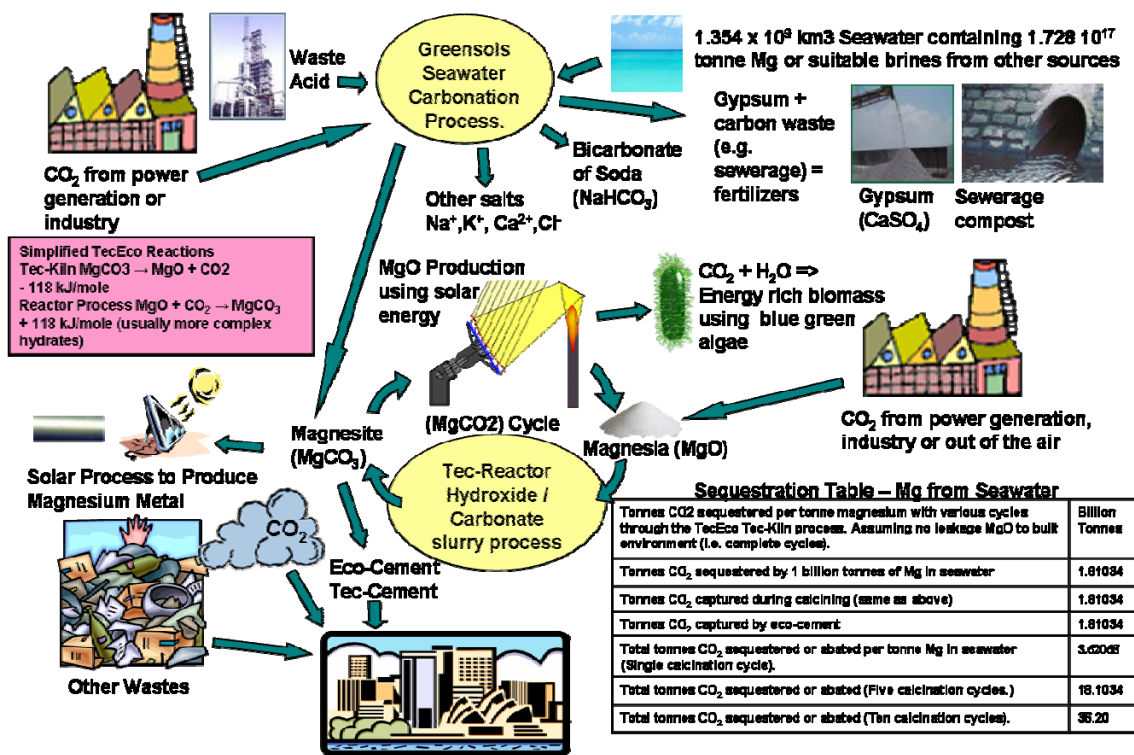 Waste
Acid
Greensols
Seawater
Carbonation
Process.
1.354 x 10⁹ km3 Seawater containing 1.728 10¹⁷
tonne Mg or suitable brines from other sources
CO₂ from power
generation or
industry
Other salts
Na⁺,K⁺, Ca²⁺,Cl-
Bicarbonate
of Soda
(NaHCO₃)
Gypsum +
carbon waste
(e.g.
sewerage) =
fertilizers
Gypsum
(CaSO₄)
Sewerage
compost
Simplified TecEco Reactions
Tec-Kiln MgCO3 → MgO + CO2
- 118 kJ/mole
Reactor Process MgO + CO₂ → MgCO₃
+ 118 kJ/mole (usually more complex
hydrates)
MgO Production
using solar
energy
CO₂ + H₂O =>
Energy rich biomass
using blue green
algae
CO₂ from power generation,
industry or out of the air
Magnesite
(MgCO₃)
(MgCO2) Cycle
Magnesia (MgO)
Solar Process to Produce
Magnesium Metal
Tec-Reactor
Hydroxide /
Carbonate
slurry process
CO₂
Eco-Cement
Tec-Cement
Other Wastes
Sequestration Table – Mg from Seawater
Tonnes CO2 sequestered per tonne magnesium with various cycles
through the TecEco Tec-Kiln process. Assuming no leakage MgO to built
environment (i.e. complete cycles).
Billion
Tonnes
Tonnes CO₂ sequestered by 1 billion tonnes of Mg in seawater 1.81034
Tonnes CO₂ captured during calcining (same as above) 1.81034
Tonnes CO₂ captured by eco-cement 1.81034
Total tonnes CO₂ sequestered or abated per tonne Mg in seawater
(Single calcination cycle). 3.62068
Total tonnes CO₂ sequestered or abated (Five calcination cycles.) 18.1034
Total tonnes CO₂ sequestered or abated (Ten calcination cycles). 36.20